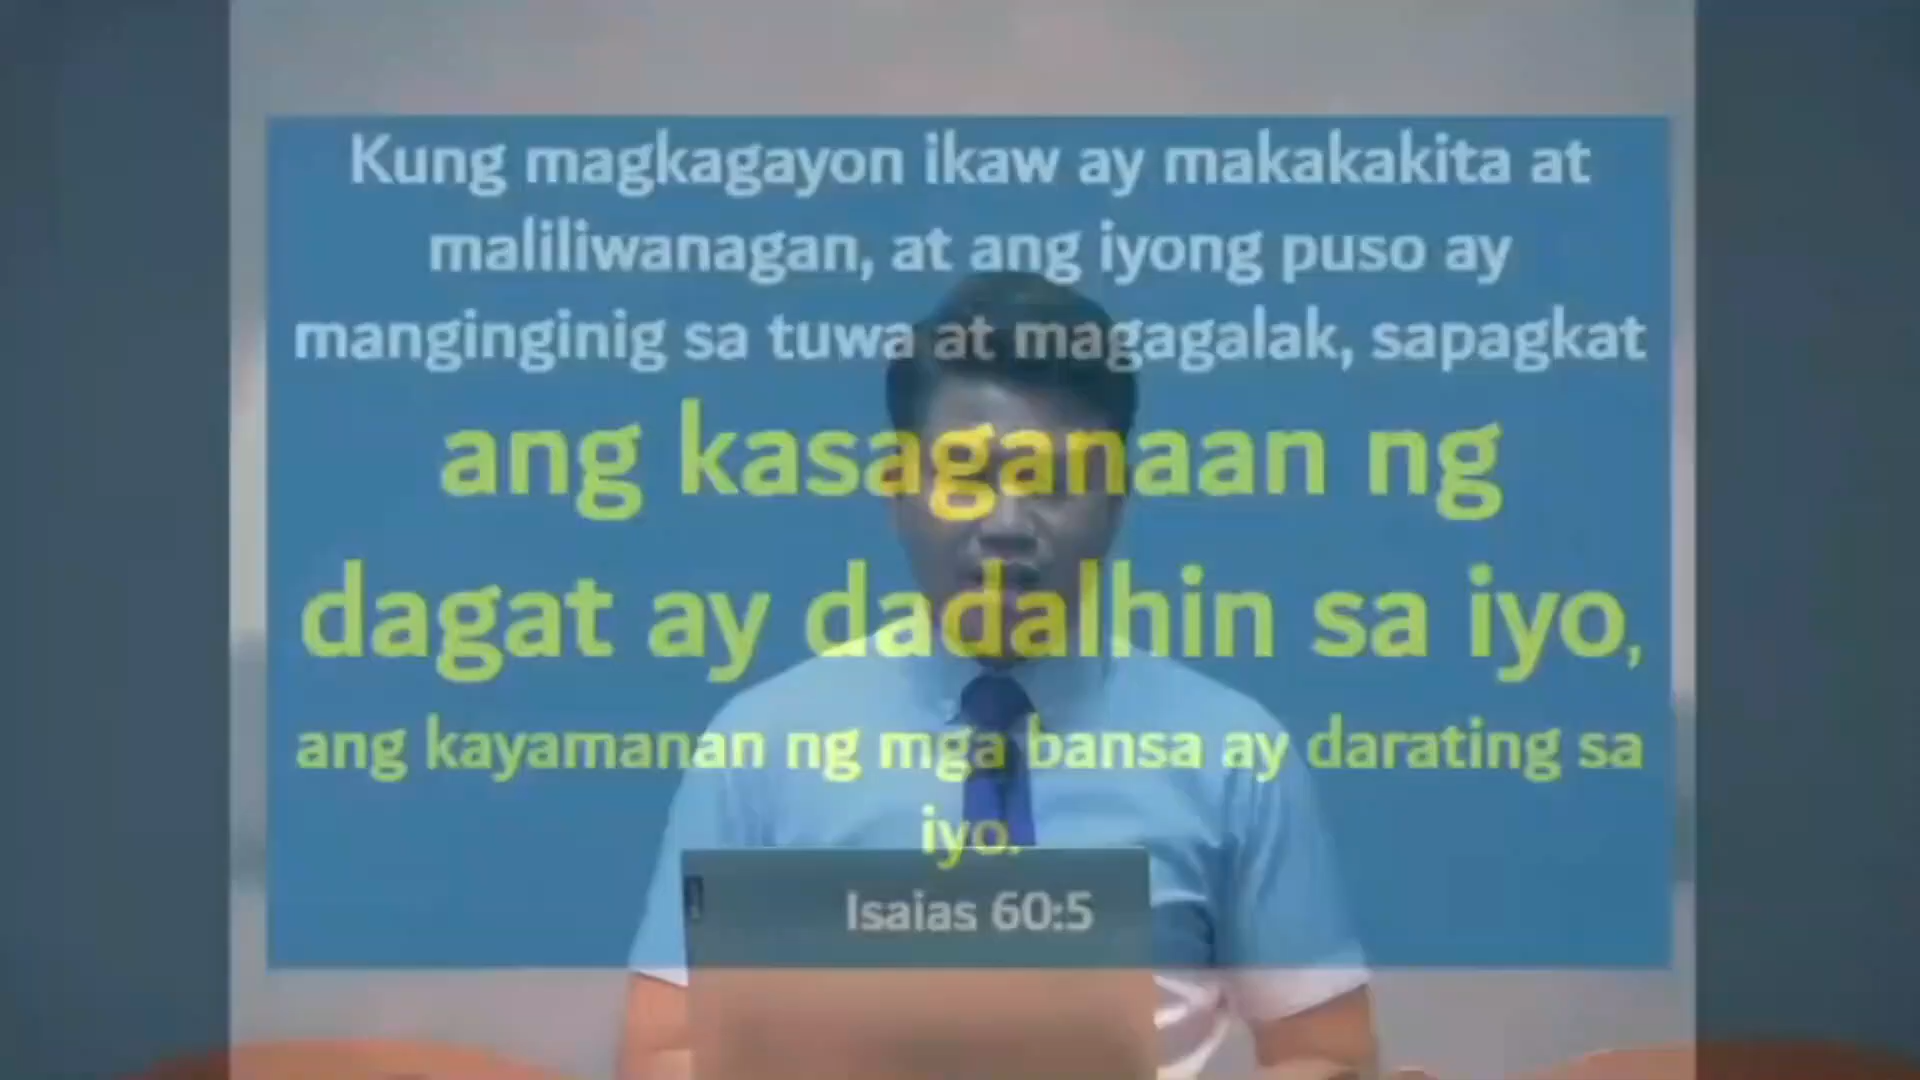 Kung magkagayon ikaw ay makakakita at
maliliwanagan, at ang iyong puso ay
manginginig sa tuwa at magagalak, sapagkat
ang kasaganaan ng
dagat ay dadalhin sa iyo,
ang kayamanan ng mga bansa ay darating sa
iyo.
Isaias 60:5